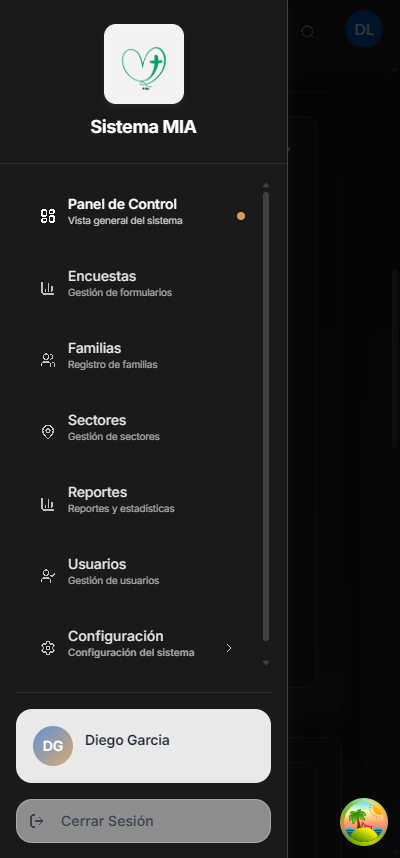 DL
Sistema MIA
Panel de Control
Vista general del sistema
Encuestas
Gestión de formularios
Familias
Registro de familias
Sectores
Gestión de sectores
Reportes
Reportes y estadísticas
Usuarios
Gestión de usuarios
Configuración
Configuración del sistema
DG
Diego Garcia
Cerrar Sesión